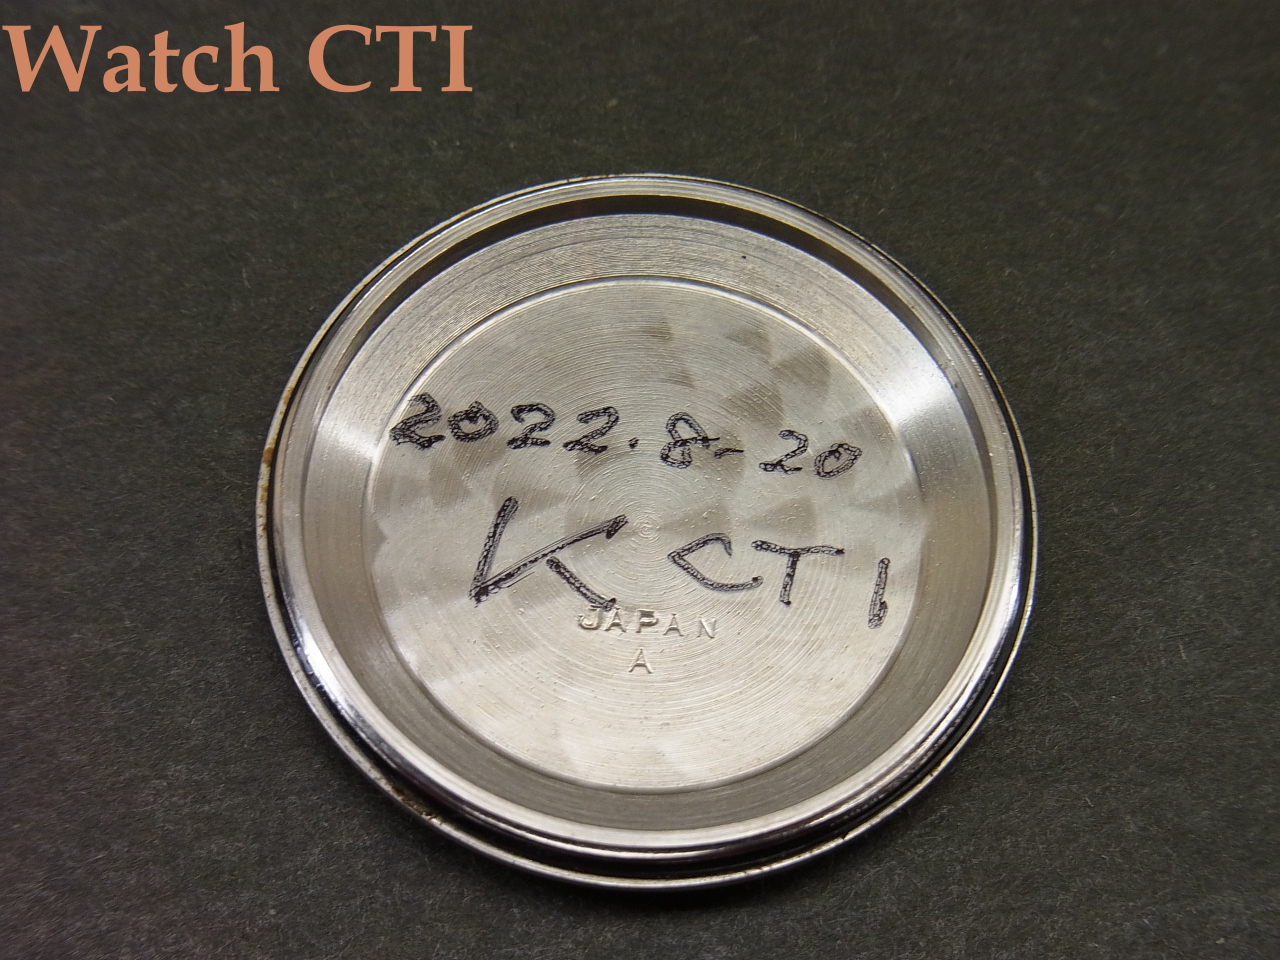 Watch CTI
2022.8-20
K CTI
JAPAN
A